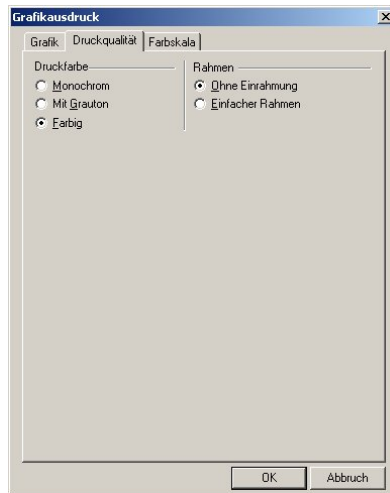 Grafikausdruck
Grafik Druckqualität Farbskala
Druckfarbe
Monochrom
Mit Grauton
Farbig
Rahmen
Ohne Einrahmung
Einfacher Rahmen
OK Abbruch